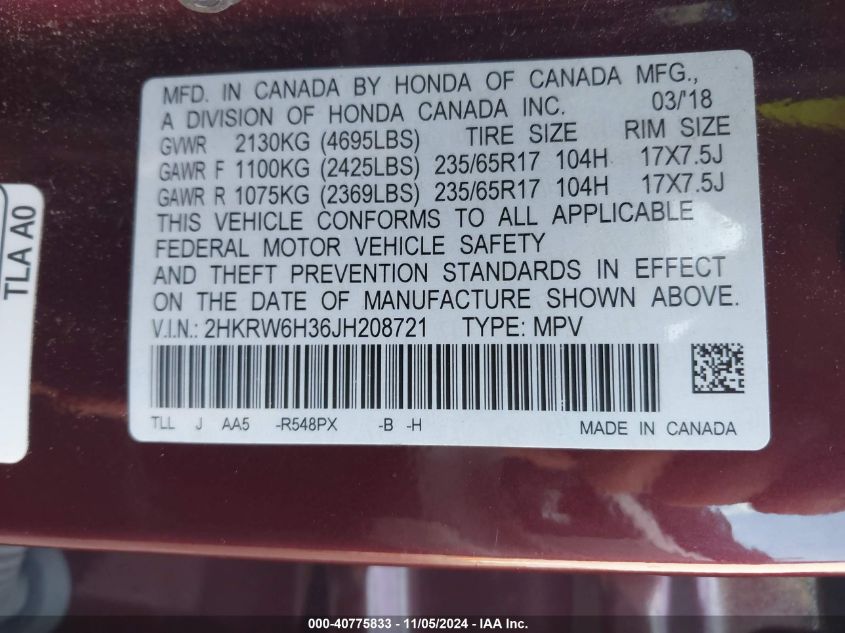 MFD. IN CANADA BY HONDA OF CANADA MFG.,
A DIVISION OF HONDA CANADA INC. 03/'18
GVWR 2130KG (4695LBS) TIRE SIZE RIM SIZE
GAWR F 1100KG (2425LBS) 235/65R17 104H 17X7.5J
GAWR R 1075KG (2369LBS) 235/65R17 104H 17X7.5J
THIS VEHICLE CONFORMS TO ALL APPLICABLE
FEDERAL MOTOR VEHICLE SAFETY
AND THEFT PREVENTION STANDARDS IN EFFECT
ON THE DATE OF MANUFACTURE SHOWN ABOVE.
V.I.N.: 2HKRW6H36JH208721 TYPE: MPV
TLL J AA5 -R548PX -B -H MADE IN CANADA
TLA A0
000-40775833 - 11/05/2024 - IAA Inc.